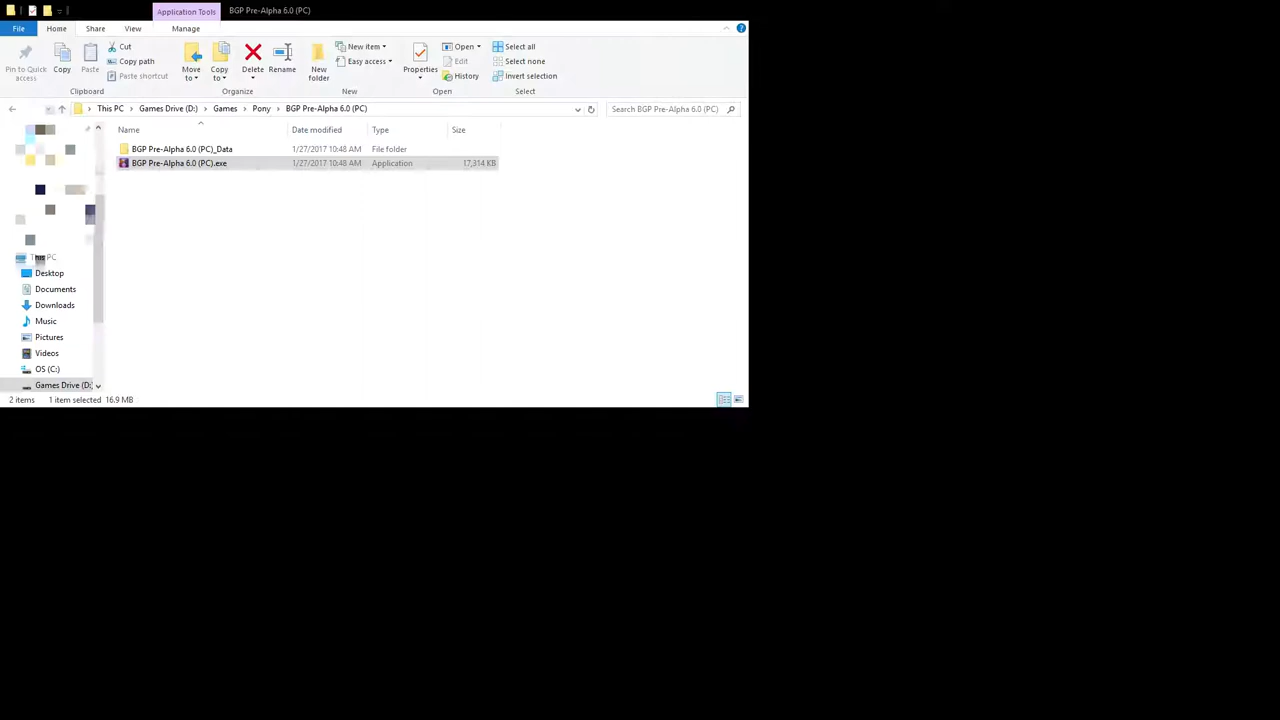 Application Tools BGP Pre-Alpha 6.0 (PC)
File Home Share View Manage
Pin to Quick access
Copy
Paste
Cut
Copy path
Paste shortcut
Clipboard
Move to
Copy to
Delete
Rename
Organize
New folder
New item
Easy access
New
Properties
Open
Edit
History
Open
Select all
Select none
Invert selection
Select
This PC Games Drive (D:) Games Pony BGP Pre-Alpha 6.0 (PC)
Search BGP Pre-Alpha 6.0 (PC)
Name Date modified Type Size
BGP Pre-Alpha 6.0 (PC)_Data 1/27/2017 10:48 AM File folder
BGP Pre-Alpha 6.0 (PC).exe 1/27/2017 10:48 AM Application 17,314 KB
This PC
Desktop
Documents
Downloads
Music
Pictures
Videos
OS (C:)
Games Drive (D:)
2 items 1 item selected 16.9 MB